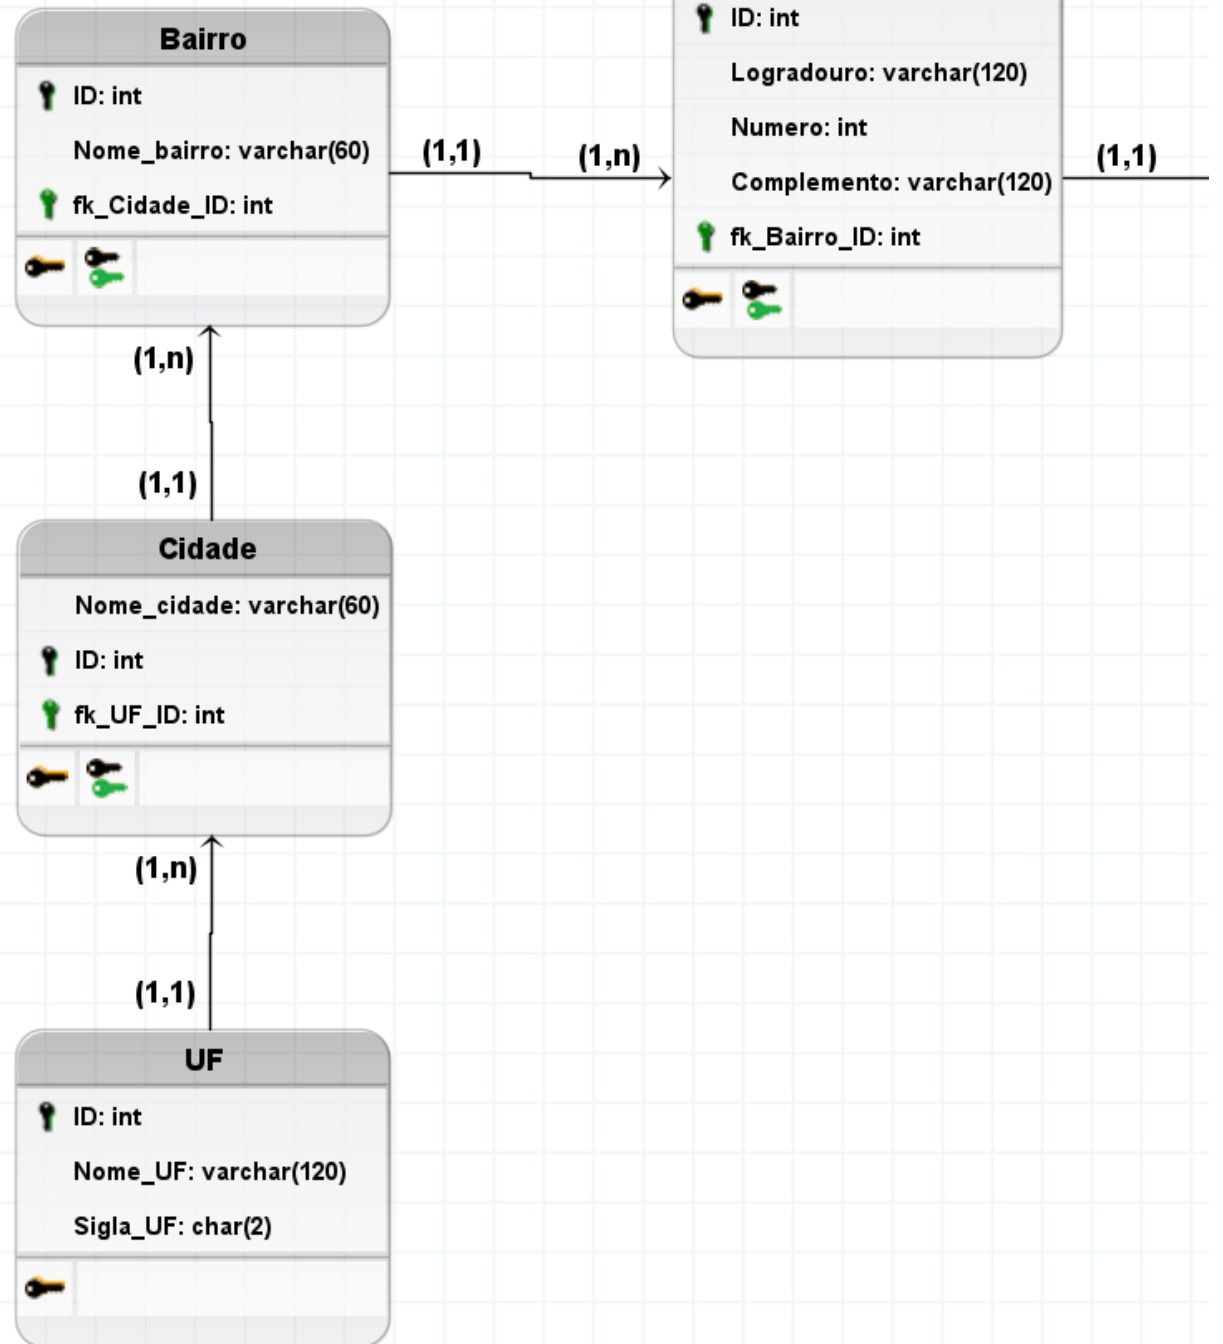 Bairro
ID: int
Nome_bairro: varchar(60)
fk_Cidade_ID: int
(1,1)
(1,n)
ID: int
Logradouro: varchar(120)
Numero: int
Complemento: varchar(120)
fk_Bairro_ID: int
(1,1)
(1,n)
(1,1)
Cidade
Nome_cidade: varchar(60)
ID: int
fk_UF_ID: int
(1,n)
(1,1)
UF
ID: int
Nome_UF: varchar(120)
Sigla_UF: char(2)